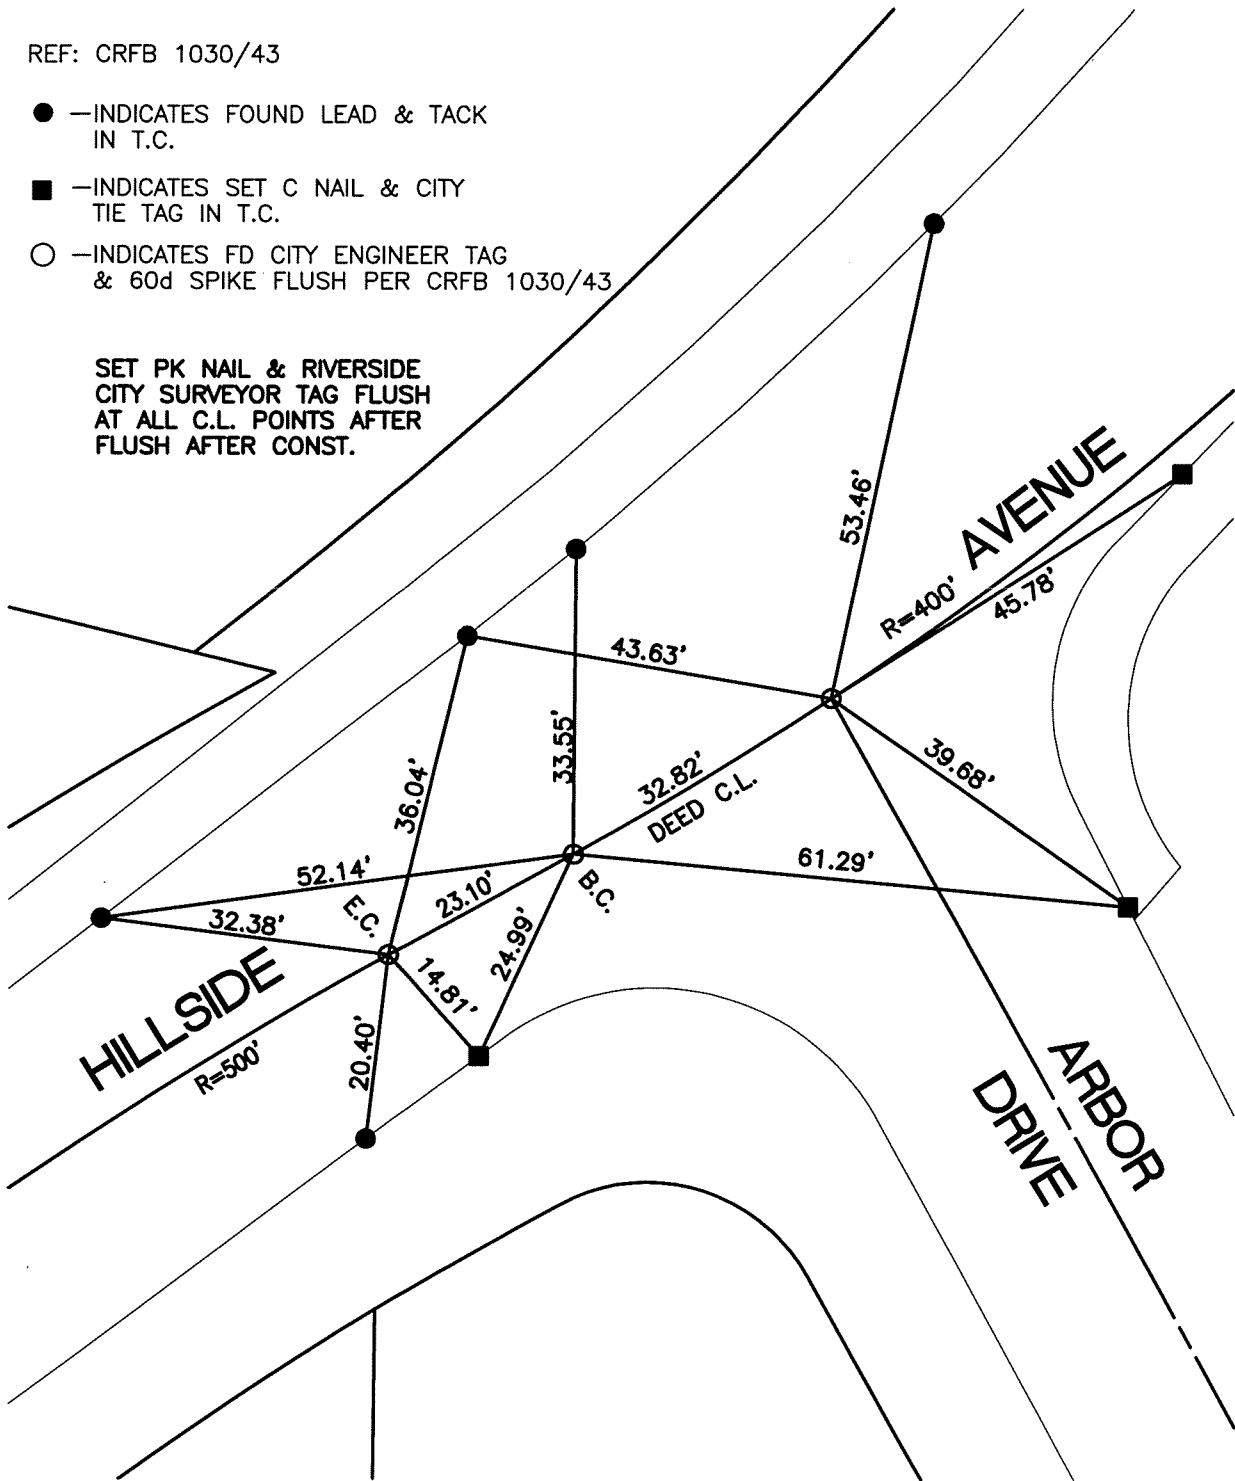 REF: CRFB 1030/43
—INDICATES FOUND LEAD & TACK
IN T.C.
—INDICATES SET C NAIL & CITY
TIE TAG IN T.C.
—INDICATES FD CITY ENGINEER TAG
& 60d SPIKE FLUSH PER CRFB 1030/43
SET PK NAIL & RIVERSIDE
CITY SURVEYOR TAG FLUSH
AT ALL C.L. POINTS AFTER
FLUSH AFTER CONST.
AVENUE
53.46'
R=400'
45.78'
43.63'
33.55'
36.04'
32.82'
DEED C.L.
39.68'
61.29'
52.14'
23.10'
B.C.
E.C.
32.38'
24.99'
14.81'
HILLSIDE
R=500'
20.40'
ARBOR
DRIVE